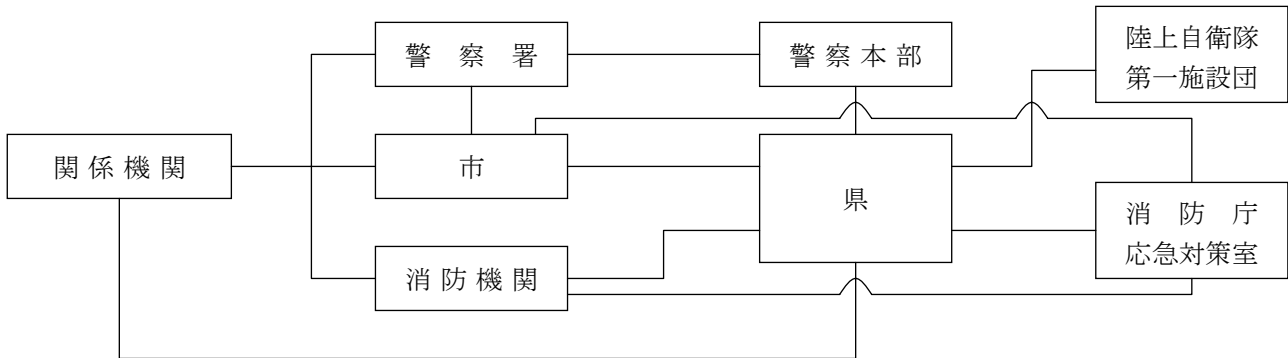 関係機関
警察署
市
消防機関
警察本部
県
陸上自衛隊
第一施設団
消防庁
応急対策室